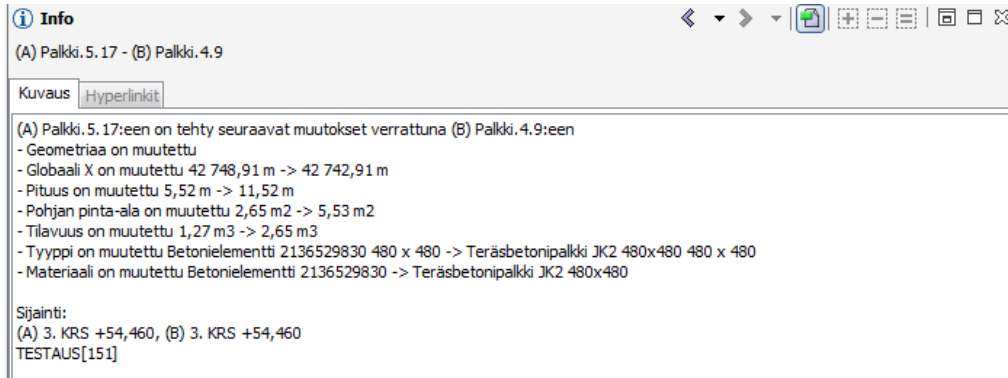 Info
(A) Palkki.5.17 - (B) Palkki.4.9
Kuvaus Hyperlinkit
(A) Palkki.5.17:een on tehty seuraavat muutokset verrattuna (B) Palkki.4.9:een
- Geometriaa on muutettu
- Globaali X on muutettu 42 748,91 m -> 42 742,91 m
- Pituus on muutettu 5,52 m -> 11,52 m
- Pohjan pinta-ala on muutettu 2,65 m2 -> 5,53 m2
- Tilavuus on muutettu 1,27 m3 -> 2,65 m3
- Tyyppi on muutettu Betonielementti 2136529830 480 x 480 -> Teräsbetonipalkki JK2 480x480 480 x 480
- Materiaali on muutettu Betonielementti 2136529830 -> Teräsbetonipalkki JK2 480x480
Sijainti:
(A) 3. KRS +54,460, (B) 3. KRS +54,460
TESTAUS[151]